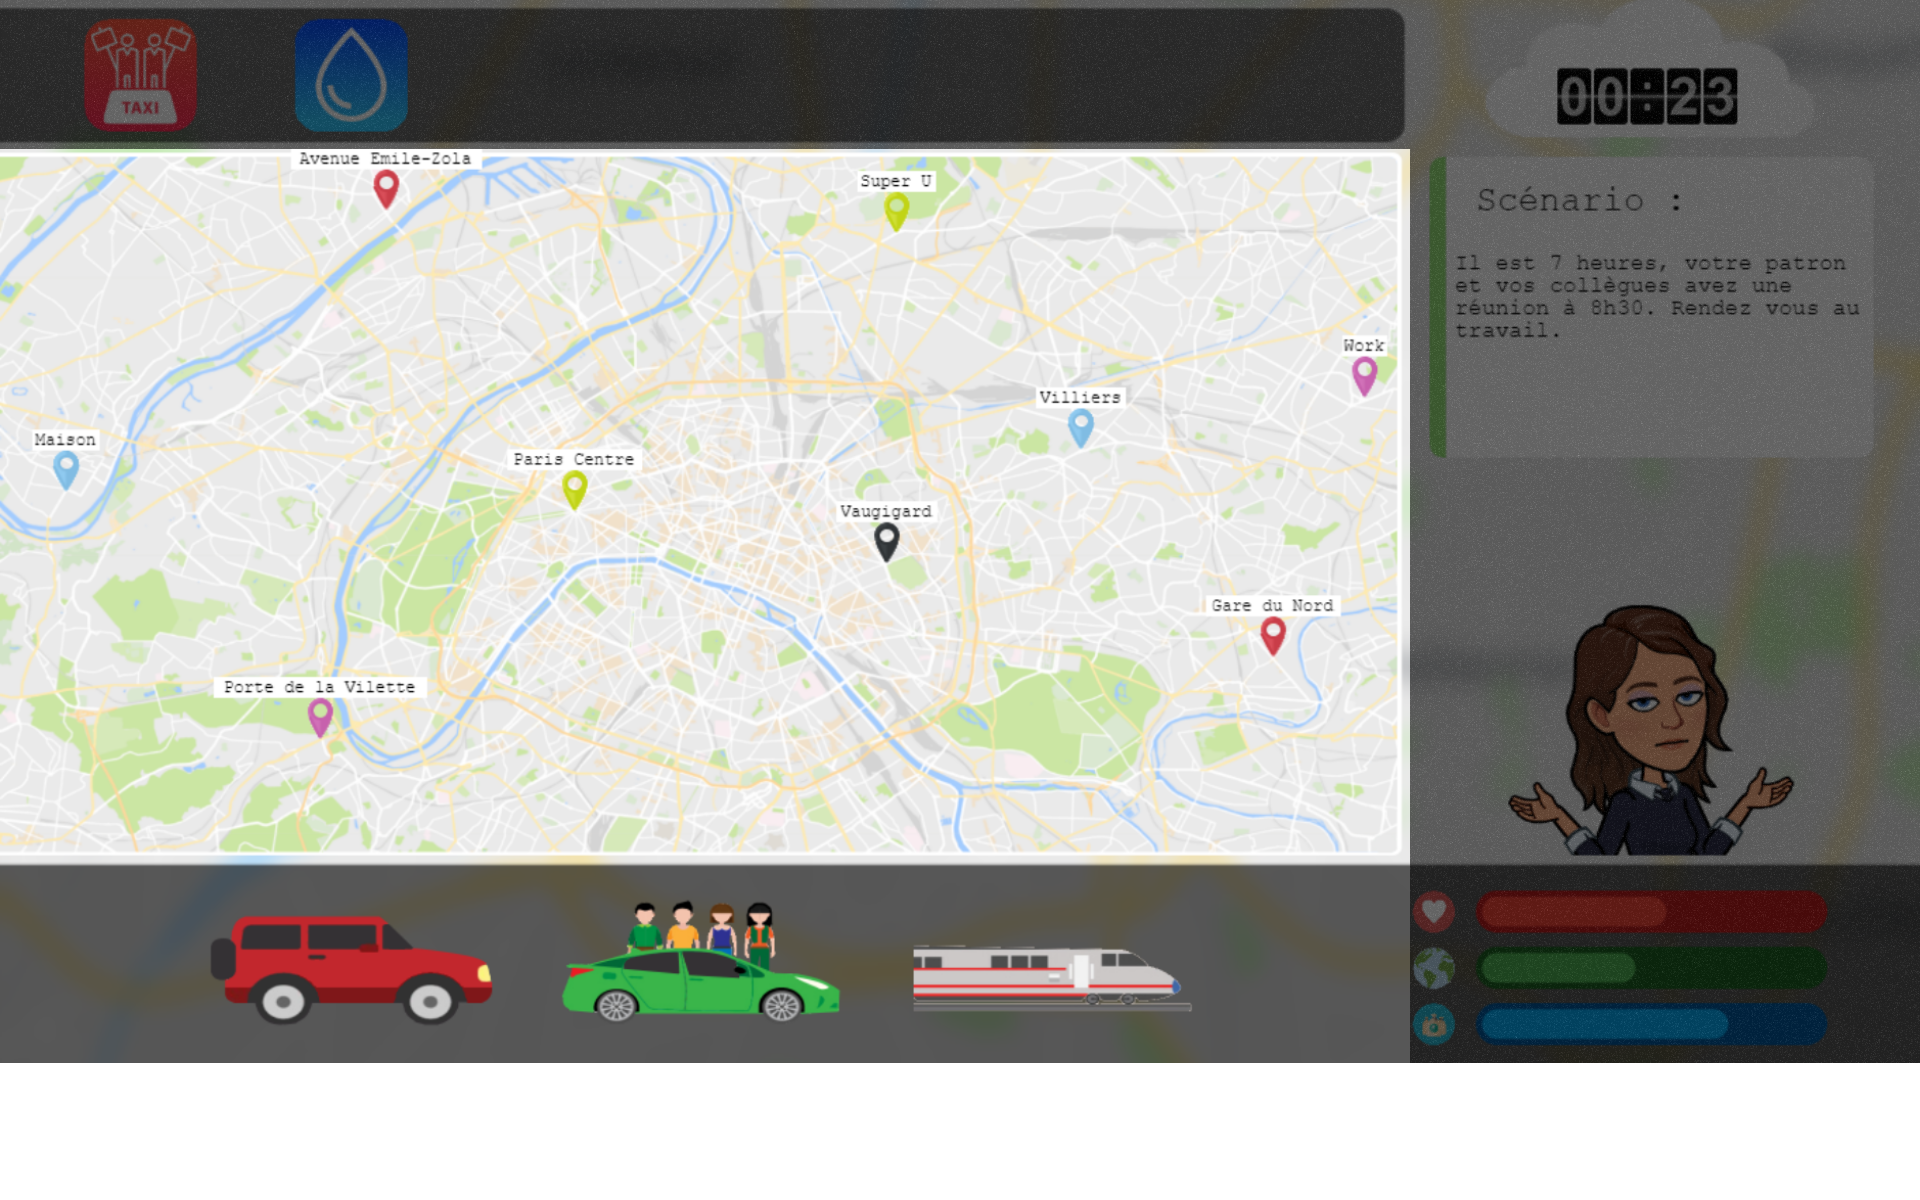 TAXI
00:23
Avenue Emile-Zola
Super U
Scénario :
Il est 7 heures, votre patron
et vos collègues avez une
réunion à 8h30. Rendez vous au
travail.
Work
Villiers
Maison
Paris Centre
Vaugigard
Gare du Nord
Porte de la Vilette